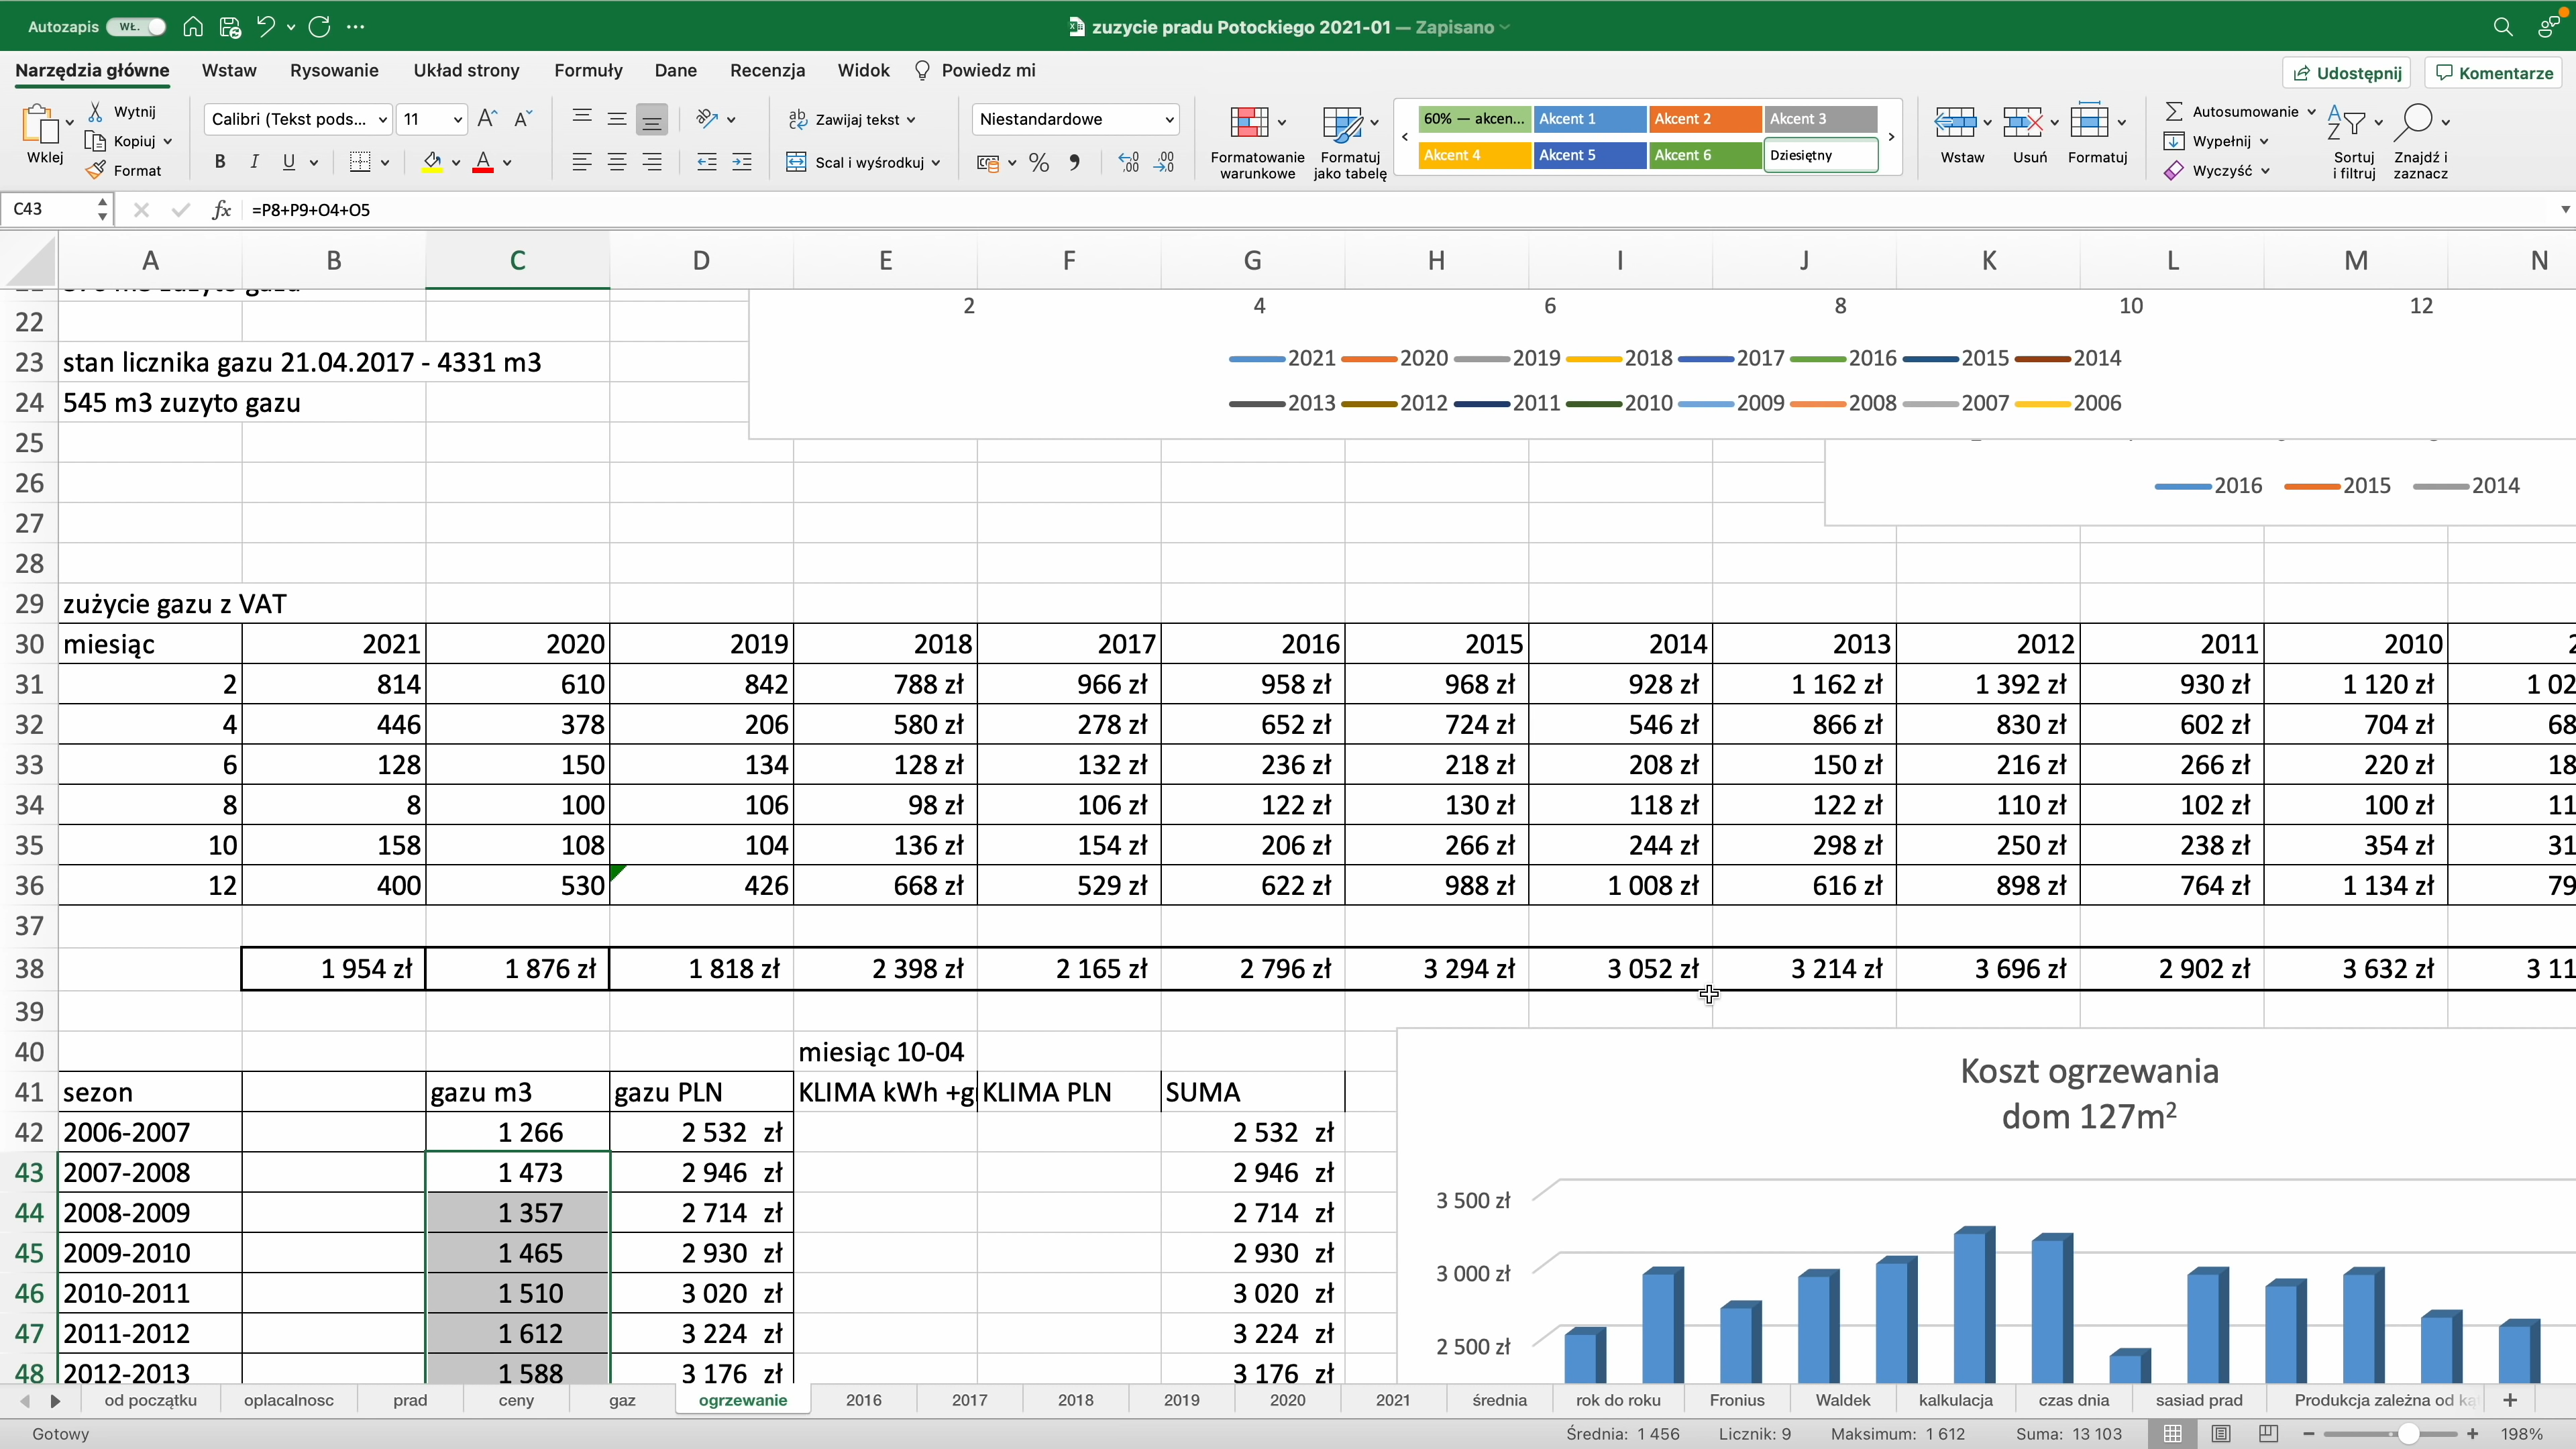 Autozapis WŁ. zuzycie pradu Potockiego 2021-01 — Zapisano
Narzędzia główne Wstaw Rysowanie Układ strony Formuły Dane Recenzja Widok Powiedz mi Udostępnij Komentarze
Wklej Wytnij Kopiuj Format
Calibri (Tekst pods... 11
B I U A
Zawijaj tekst
Scal i wyśrodkuj
Niestandardowe
Formatowanie warunkowe
Formatuj jako tabelę
60% — akcen... Akcent 1 Akcent 2 Akcent 3
Akcent 4 Akcent 5 Akcent 6 Dziesiętny
Wstaw Usuń Formatuj
Autosumowanie
Wypełnij
Wyczyść
Sortuj i filtruj
Znajdź i zaznacz
C43 fx =P8+P9+O4+O5
A B C D E F G H I J K L M N
2 4 6 8 10 12
22
23 stan licznika gazu 21.04.2017 - 4331 m3
2021 2020 2019 2018 2017 2016 2015 2014
24 545 m3 zuzyto gazu
2013 2012 2011 2010 2009 2008 2007 2006
25
26
2016 2015 2014
27
28
29 zużycie gazu z VAT
30 miesiąc 2021 2020 2019 2018 2017 2016 2015 2014 2013 2012 2011 2010
31 2 814 610 842 788 zł 966 zł 958 zł 968 zł 928 zł 1 162 zł 1 392 zł 930 zł 1 120 zł 1 02
32 4 446 378 206 580 zł 278 zł 652 zł 724 zł 546 zł 866 zł 830 zł 602 zł 704 zł 68
33 6 128 150 134 128 zł 132 zł 236 zł 218 zł 208 zł 150 zł 216 zł 266 zł 220 zł 18
34 8 8 100 106 98 zł 106 zł 122 zł 130 zł 118 zł 122 zł 110 zł 102 zł 100 zł 11
35 10 158 108 104 136 zł 154 zł 206 zł 266 zł 244 zł 298 zł 250 zł 238 zł 354 zł 31
36 12 400 530 426 668 zł 529 zł 622 zł 988 zł 1 008 zł 616 zł 898 zł 764 zł 1 134 zł 79
37
38 1 954 zł 1 876 zł 1 818 zł 2 398 zł 2 165 zł 2 796 zł 3 294 zł 3 052 zł 3 214 zł 3 696 zł 2 902 zł 3 632 zł 3 11
39
40 miesiąc 10-04
41 sezon gazu m3 gazu PLN KLIMA kWh +g KLIMA PLN SUMA
42 2006-2007 1 266 2 532 zł 2 532 zł
43 2007-2008 1 473 2 946 zł 2 946 zł
44 2008-2009 1 357 2 714 zł 2 714 zł
45 2009-2010 1 465 2 930 zł 2 930 zł
46 2010-2011 1 510 3 020 zł 3 020 zł
47 2011-2012 1 612 3 224 zł 3 224 zł
48 2012-2013 1 588 3 176 zł 3 176 zł
Koszt ogrzewania
dom 127m²
3 500 zł
3 000 zł
2 500 zł
od początku oplacalnosc prad ceny gaz ogrzewanie 2016 2017 2018 2019 2020 2021 średnia rok do roku Fronius Waldek kalkulacja czas dnia sasiad prad Produkcja zależna od
Gotowy Średnia: 1 456 Licznik: 9 Maksimum: 1 612 Suma: 13 103 198%